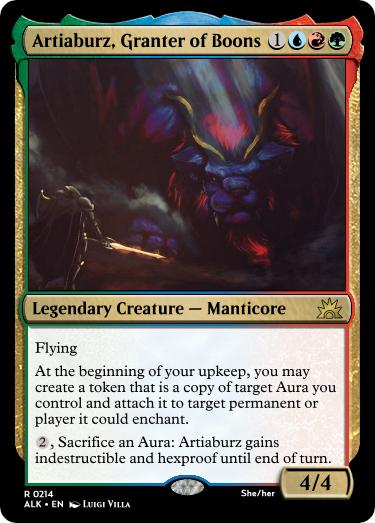 Artiaburz, Granter of Boons 1
Legendary Creature — Manticore
Flying
At the beginning of your upkeep, you may
create a token that is a copy of target Aura you
control and attach it to target permanent or
player it could enchant.
2, Sacrifice an Aura: Artiaburz gains
indestructible and hexproof until end of turn.
4/4
R 0214
ALK • EN Luigi Villa
She/her